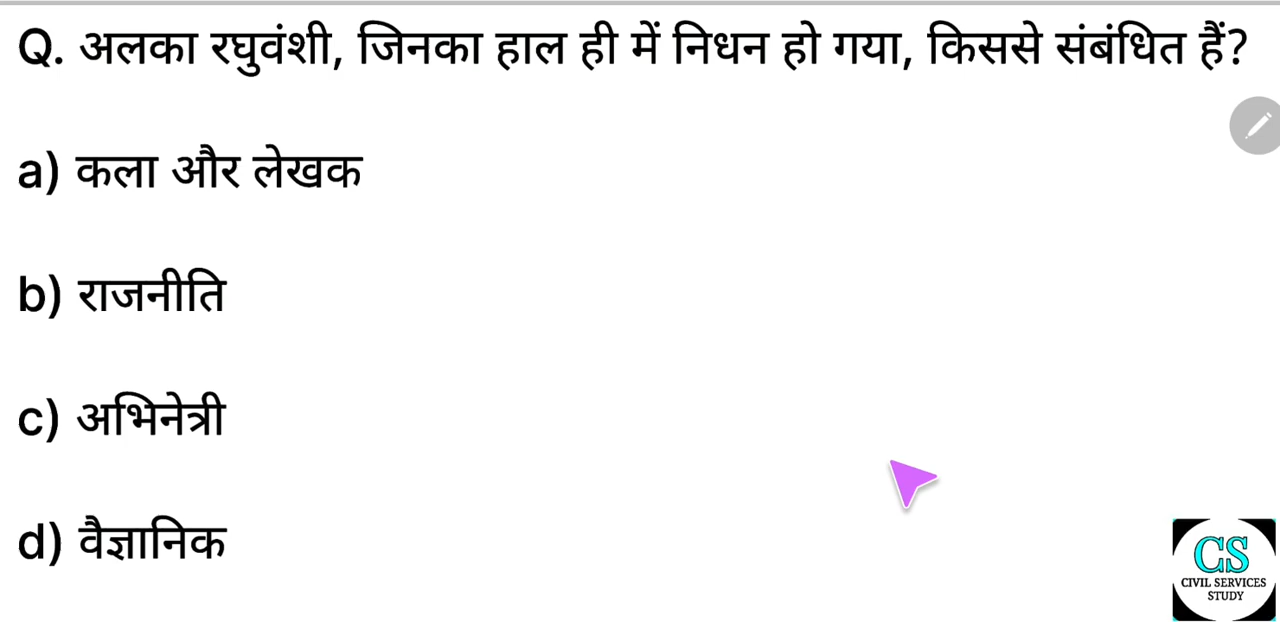 Q. अलका रघुवंशी, जिनका हाल ही में निधन हो गया, किससे संबंधित हैं?
a) कला और लेखक
b) राजनीति
c) अभिनेत्री
d) वैज्ञानिक
CS
CIVIL SERVICES
STUDY